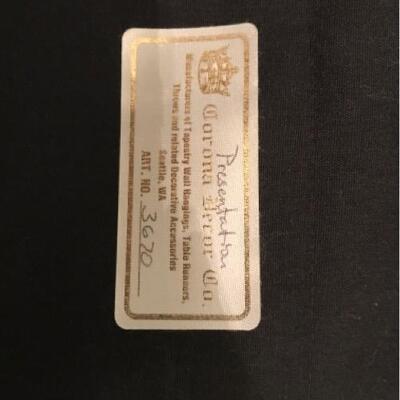 Presentation
Corona Decor Co.
Manufacturers of Tapestry Wall Hangings, Table Runners,
Throws and related Decorative Accessories
Seattle, WA
ART. NO. 3670